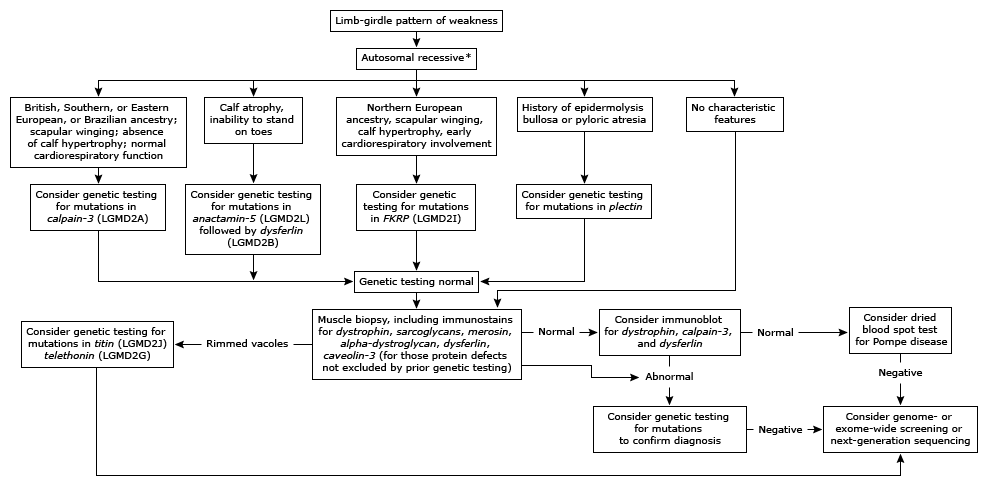 Limb-girdle pattern of weakness
Autosomal recessive*
British, Southern, or Eastern
European, or Brazilian ancestry;
scapular winging; absence
of calf hypertrophy; normal
cardiorespiratory function
Calf atrophy,
inability to stand
on toes
Northern European
ancestry, scapular winging,
calf hypertrophy, early
cardiorespiratory involvement
History of epidermolysis
bullosa or pyloric atresia
No characteristic
features
Consider genetic testing
for mutations in
calpain-3 (LGMD2A)
Consider genetic testing
for mutations in
anactamin-5 (LGMD2L)
followed by dysferlin
(LGMD2B)
Consider genetic
testing for mutations
in FKRP (LGMD2I)
Consider genetic testing
for mutations in plectin
Genetic testing normal
Consider genetic testing for
mutations in titin (LGMD2J)
telethonin (LGMD2G)
Rimmed vacoles
Muscle biopsy, including immunostains
for dystrophin, sarcoglycans, merosin,
alpha-dystroglycan, dysferlin,
caveolin-3 (for those protein defects
not excluded by prior genetic testing)
Normal
Consider immunoblot
for dystrophin, calpain-3,
and dysferlin
Normal
Consider dried
blood spot test
for Pompe disease
Abnormal
Negative
Consider genetic testing
for mutations
to confirm diagnosis
Negative
Consider genome- or
exome-wide screening or
next-generation sequencing